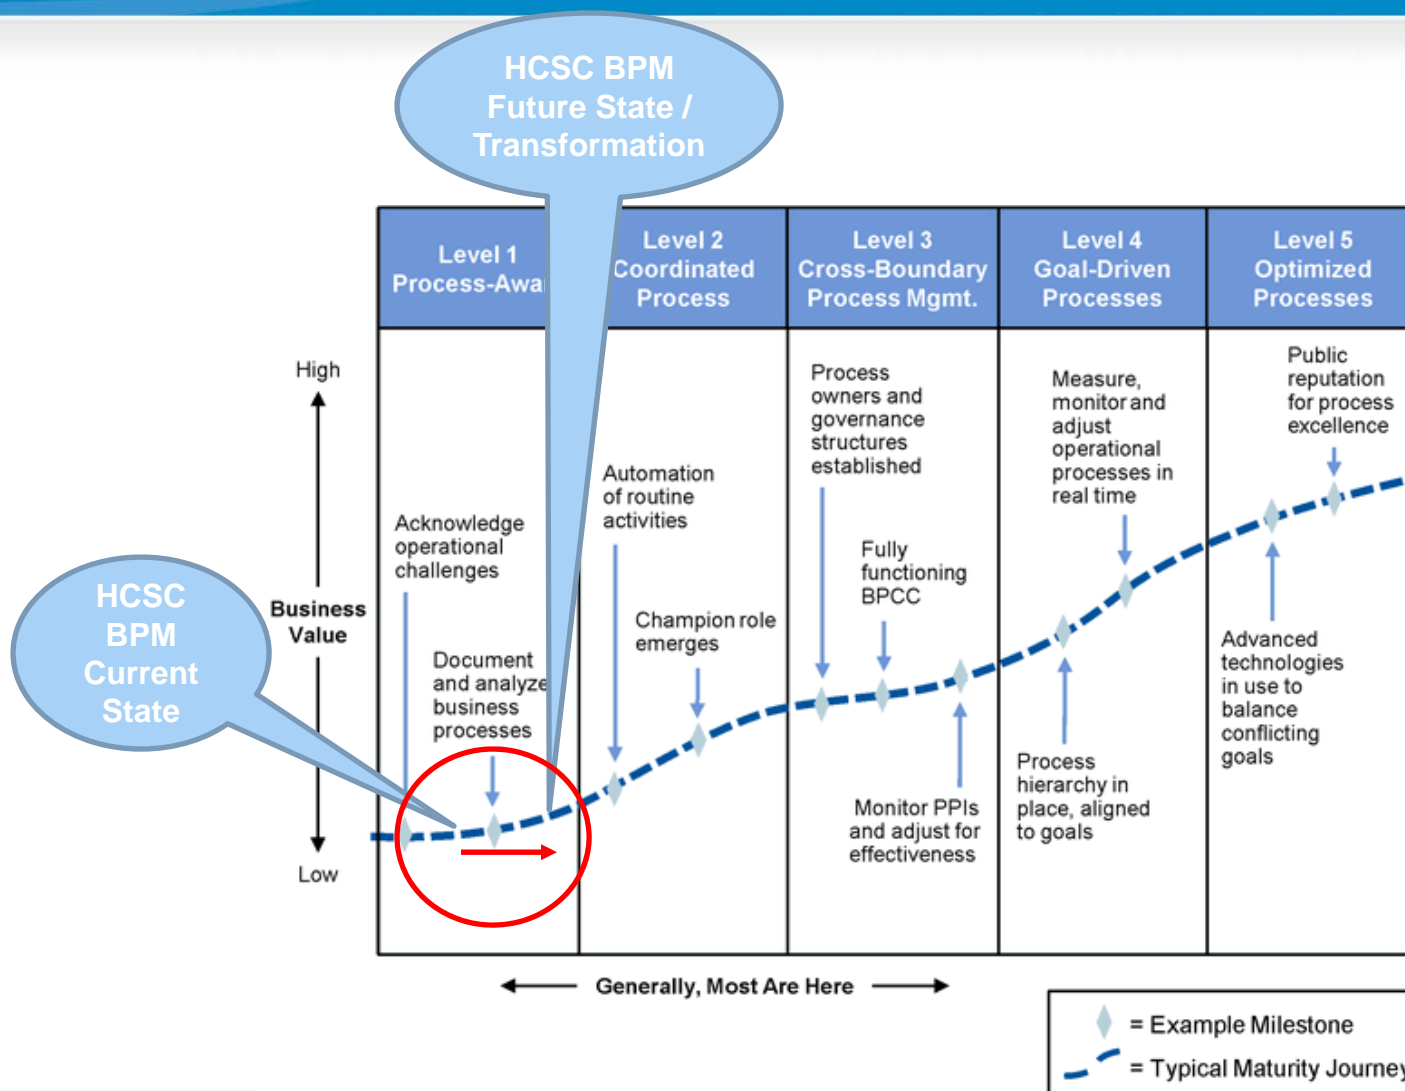 HCSC BPM
Future State /
Transformation
Level 1
Process-Awa
Level 2
Coordinated
Process
Level 3
Cross-Boundary
Process Mgmt.
Level 4
Goal-Driven
Processes
Level 5
Optimized
Processes
High
Business
Value
Low
HCSC
BPM
Current
State
Acknowledge
operational
challenges
Document
and analyze
business
processes
Automation
of routine
activities
Champion role
emerges
Process
owners and
governance
structures
established
Fully
functioning
BPCC
Monitor PPIs
and adjust for
effectiveness
Measure,
monitor and
adjust
operational
processes in
real time
Process
hierarchy in
place, aligned
to goals
Public
reputation
for process
excellence
Advanced
technologies
in use to
balance
conflicting
goals
Generally, Most Are Here
= Example Milestone
= Typical Maturity Journey